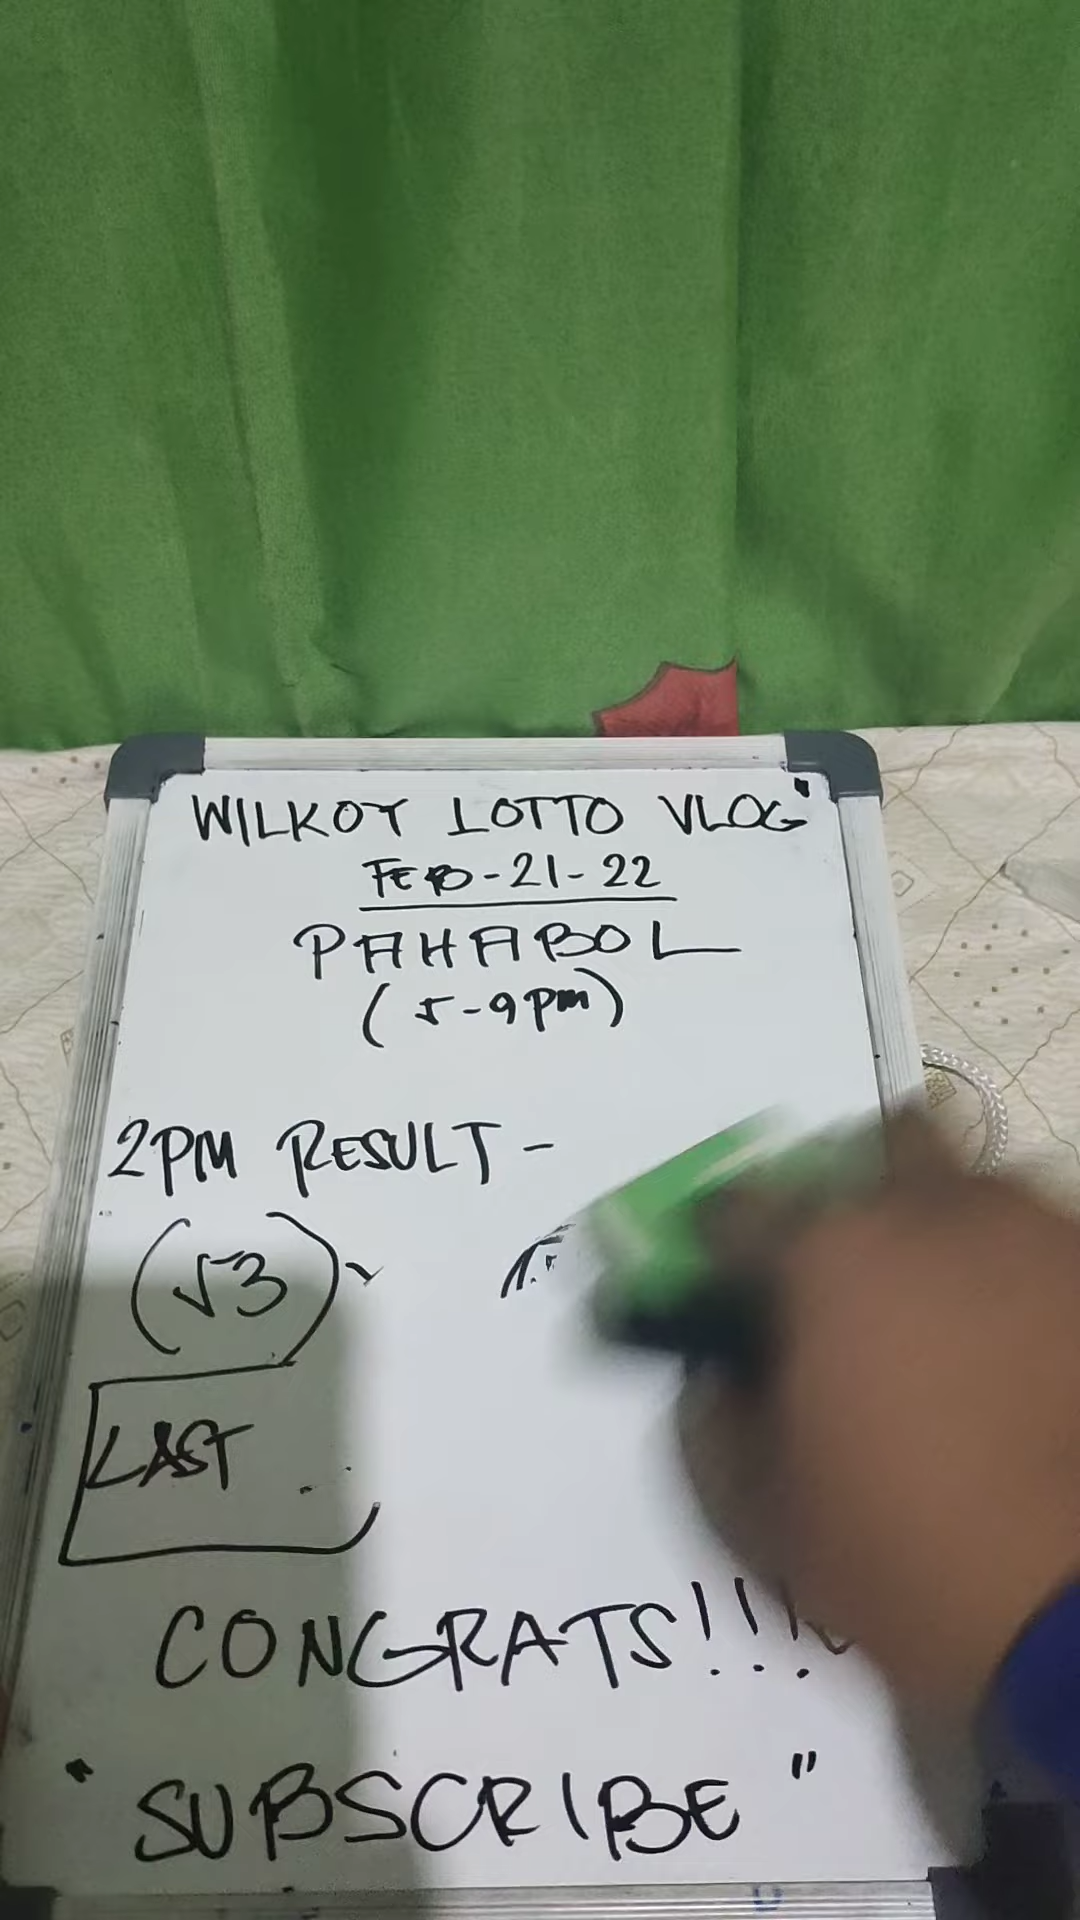 WILKOY LOTTO VLOG"
FEB-21-22
PAHABOL
(5-9pm)
2PM RESULT -
(53)
LAST
CONGRATS!!!
"SUBSCRIBE"